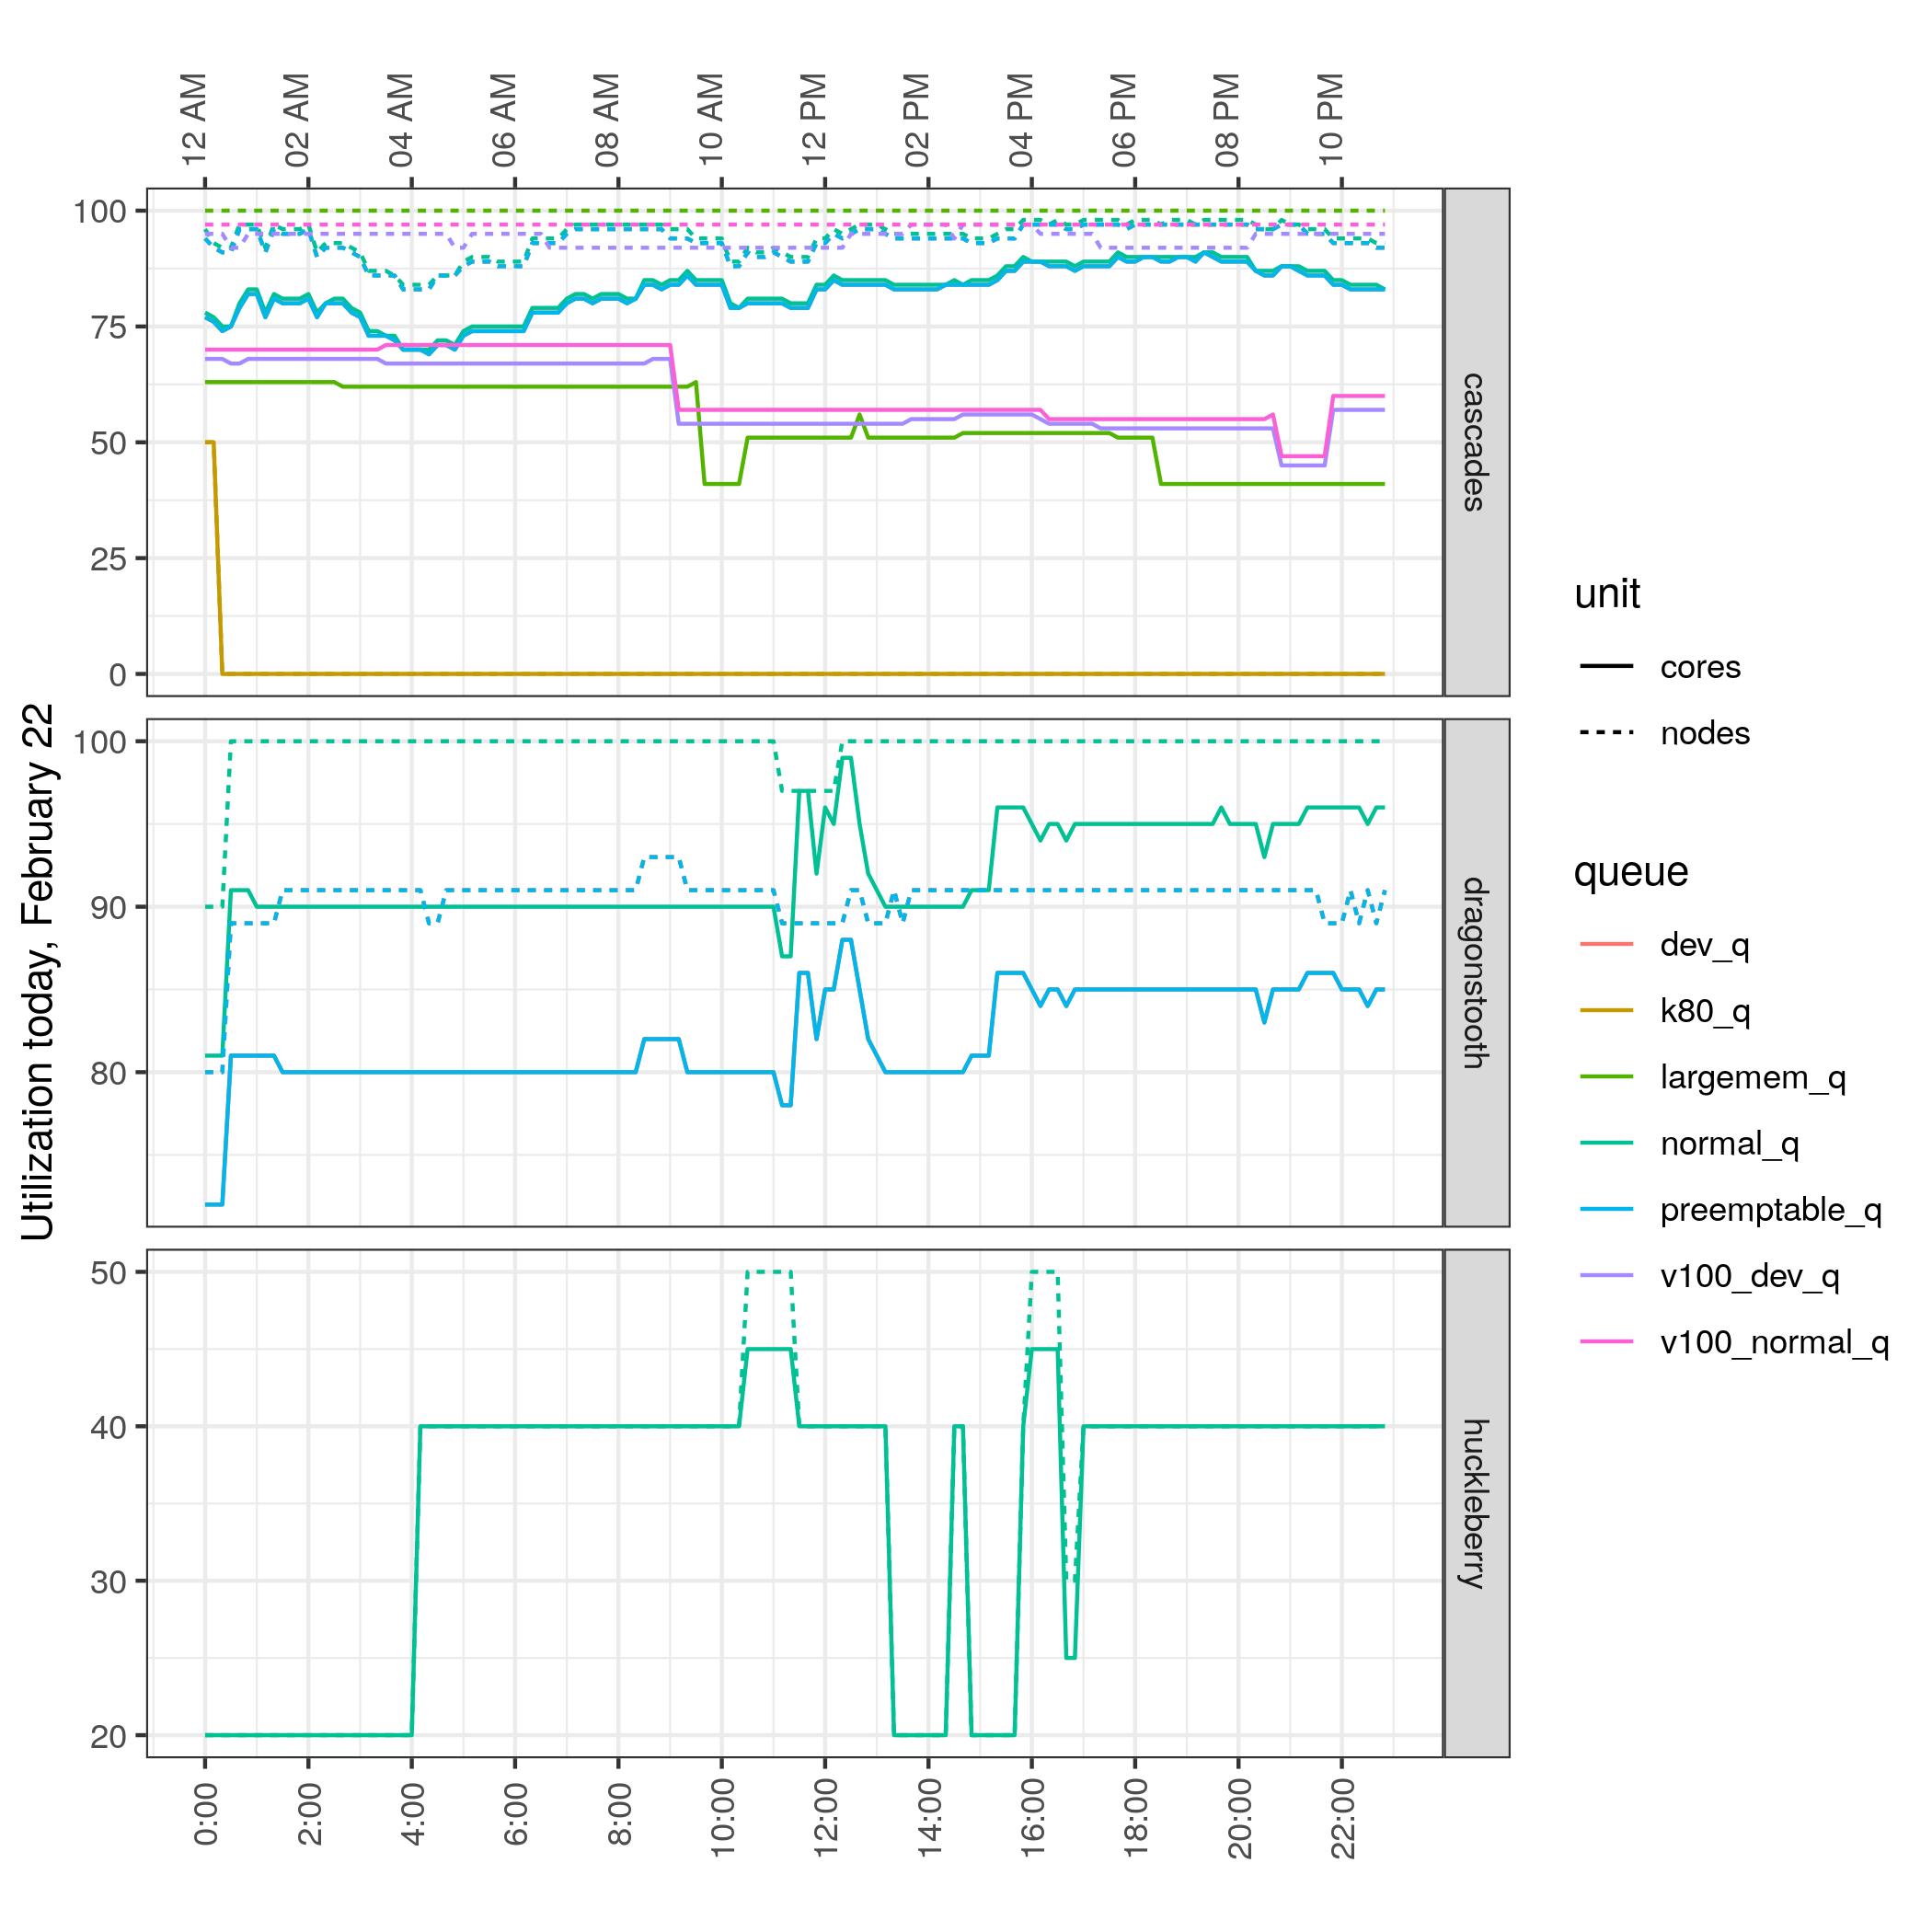 12 AM
02 AM
04 AM
06 AM
08 AM
10 AM
12 PM
02 PM
04 PM
06 PM
08 PM
10 PM
100
75
50
25
0
cascades
100
90
80
dragonstooth
50
40
30
20
huckleberry
0:00
2:00
4:00
6:00
8:00
10:00
12:00
14:00
16:00
18:00
20:00
22:00
Utilization today, February 22
unit
cores
nodes
queue
dev_q
k80_q
largemem_q
normal_q
preemptable_q
v100_dev_q
v100_normal_q